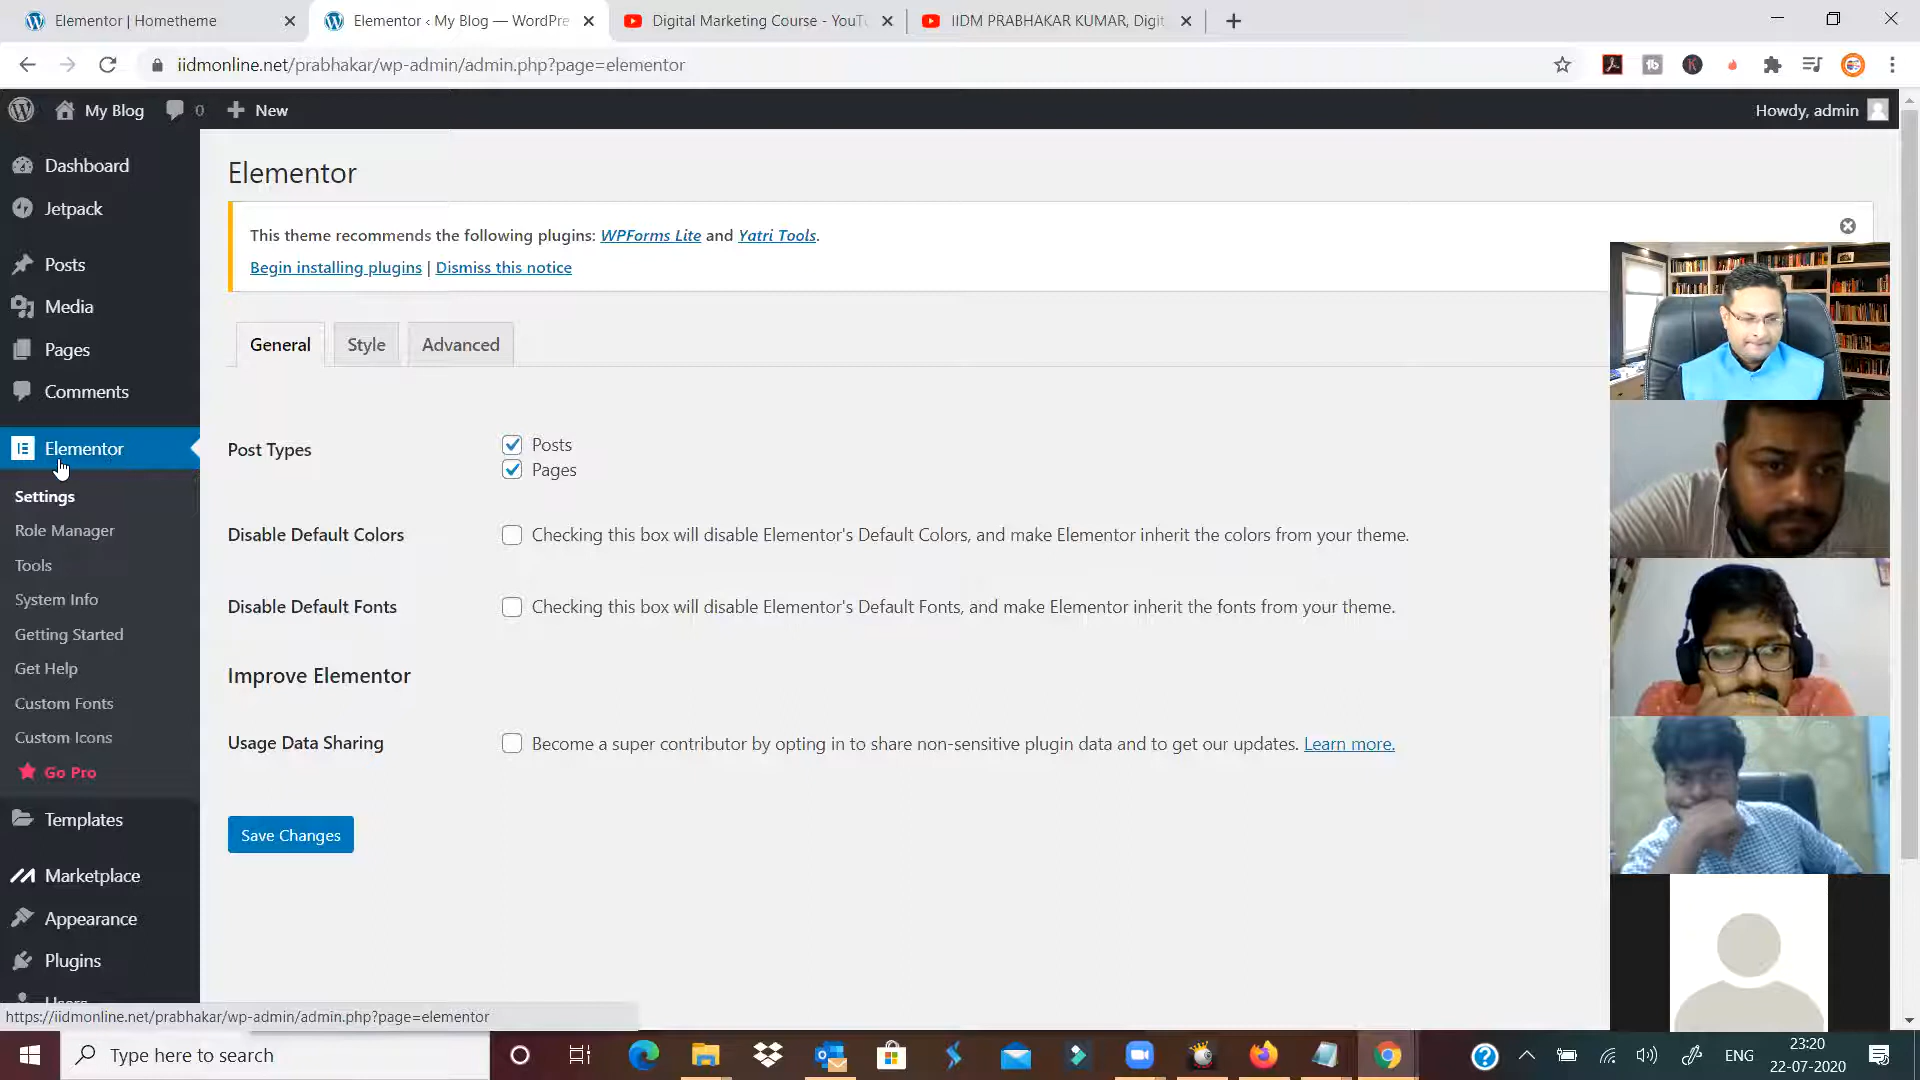 Elementor | Hometheme
Elementor ‹ My Blog — WordPre
Digital Marketing Course - YouTu
IIDM PRABHAKAR KUMAR, Digit
iidmonline.net/prabhakar/wp-admin/admin.php?page=elementor
My Blog
0
New
Howdy, admin
Dashboard
Jetpack
Posts
Media
Pages
Comments
Elementor
Settings
Role Manager
Tools
System Info
Getting Started
Get Help
Custom Fonts
Custom Icons
Go Pro
Templates
Marketplace
Appearance
Plugins
Users
Elementor
This theme recommends the following plugins: WPForms Lite and Yatri Tools.
Begin installing plugins | Dismiss this notice
General
Style
Advanced
Post Types
Posts
Pages
Disable Default Colors
Checking this box will disable Elementor's Default Colors, and make Elementor inherit the colors from your theme.
Disable Default Fonts
Checking this box will disable Elementor's Default Fonts, and make Elementor inherit the fonts from your theme.
Improve Elementor
Usage Data Sharing
Become a super contributor by opting in to share non-sensitive plugin data and to get our updates. Learn more.
Save Changes
https://iidmonline.net/prabhakar/wp-admin/admin.php?page=elementor
Type here to search
ENG
23:20
22-07-2020